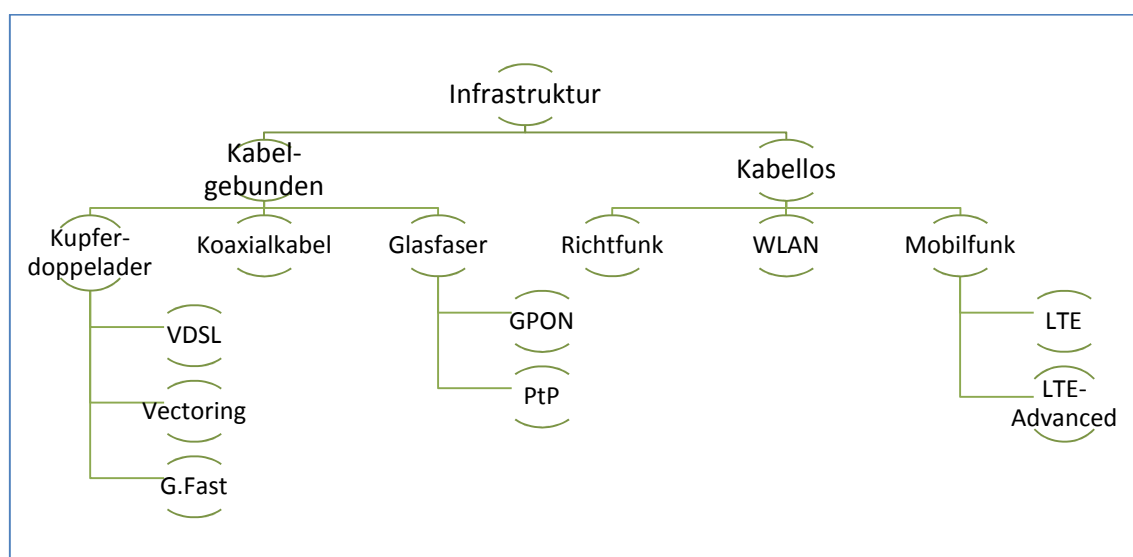 Infrastruktur
Kabel-
gebunden
Kabellos
Kupfer-
doppelader
Koaxialkabel
Glasfaser
Richtfunk
WLAN
Mobilfunk
VDSL
Vectoring
G.Fast
GPON
PtP
LTE
LTE-
Advanced